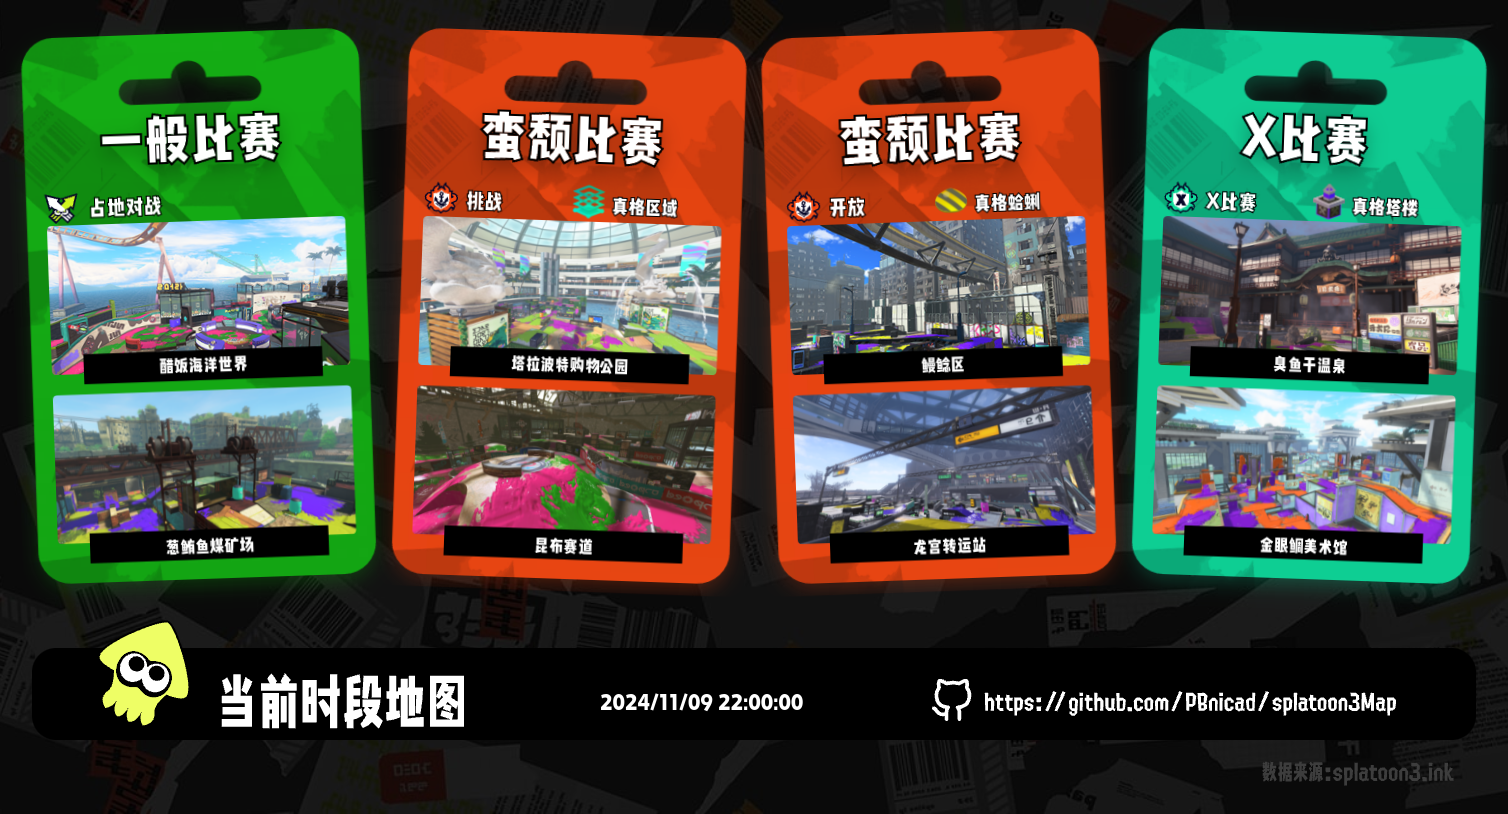 一般比赛
占地对战
醋饭海洋世界
葱鲔鱼煤矿场
蛮颓比赛
挑战
真格区域
塔拉波特购物公园
昆布赛道
蛮颓比赛
开放
真格蛤蜊
鳗鲶区
龙宫转运站
X比赛
X比赛
真格塔楼
臭鱼干温泉
金眼鲷美术馆
当前时段地图
2024/11/09 22:00:00
https://github.com/PBnicad/splatoon3Map
数据来源:splatoon3.ink